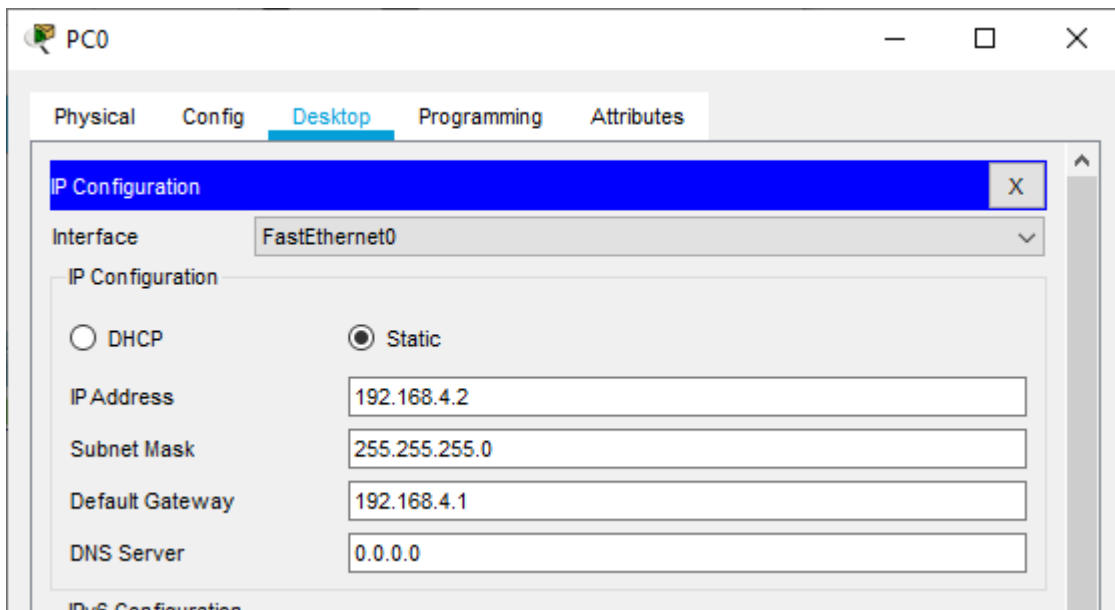 PC0
Physical Config Desktop Programming Attributes
IP Configuration X
Interface FastEthernet0
IP Configuration
DHCP Static
IP Address 192.168.4.2
Subnet Mask 255.255.255.0
Default Gateway 192.168.4.1
DNS Server 0.0.0.0
IPv6 Configuration